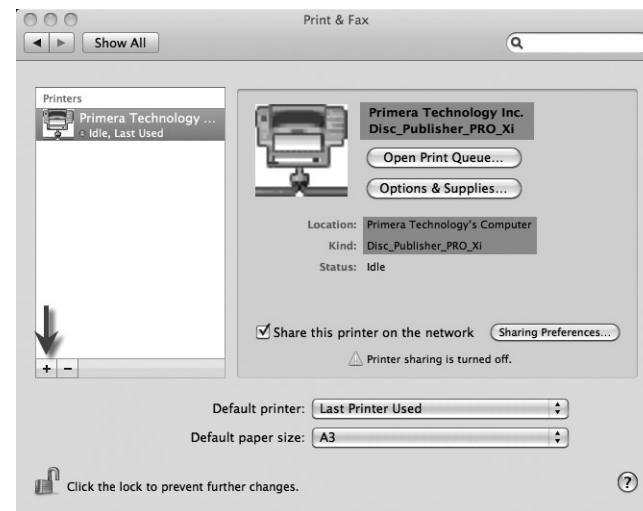 Print & Fax
Show All
Printers
Primera Technology ...
Idle, Last Used
Primera Technology Inc.
Disc_Publisher_PRO_Xi
Open Print Queue...
Options & Supplies...
Location: Primera Technology's Computer
Kind: Disc_Publisher_PRO_Xi
Status: Idle
Share this printer on the network Sharing Preferences...
Printer sharing is turned off.
+ −
Default printer: Last Printer Used
Default paper size: A3
Click the lock to prevent further changes. ?